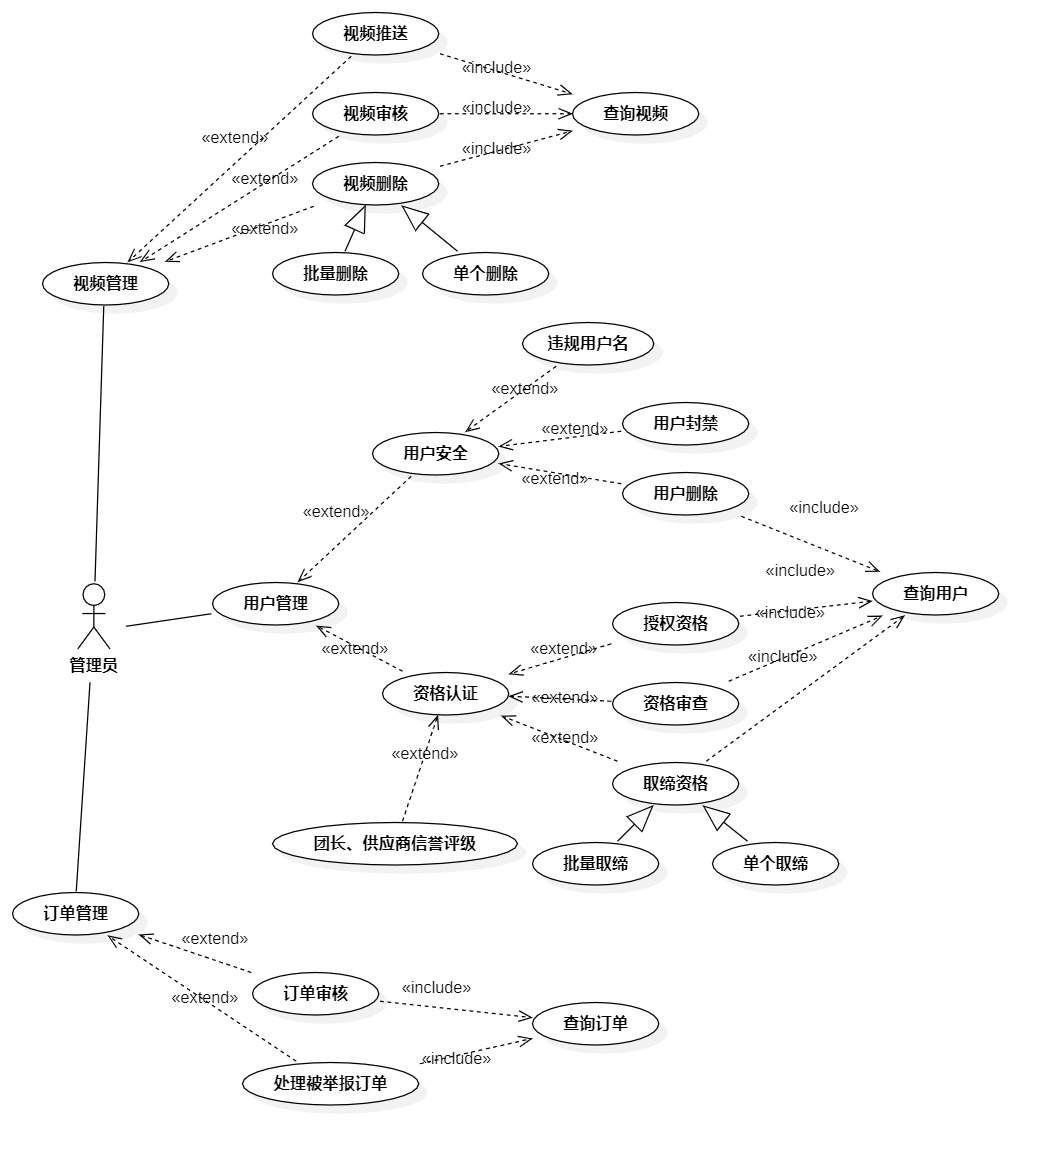 视频推送
«include»
视频审核
«include»
查询视频
«extend»
«include»
«extend»
视频删除
«extend»
批量删除
单个删除
视频管理
违规用户名
«extend»
用户封禁
«extend»
用户安全
«extend»
用户删除
«include»
«extend»
«include»
查询用户
用户管理
«include»
授权资格
«extend»
«extend»
«include»
管理员
资格认证
«extend»
资格审查
«extend»
«extend»
取缔资格
团长、供应商信誉评级
批量取缔
单个取缔
订单管理
«extend»
«include»
订单审核
«extend»
查询订单
«include»
处理被举报订单